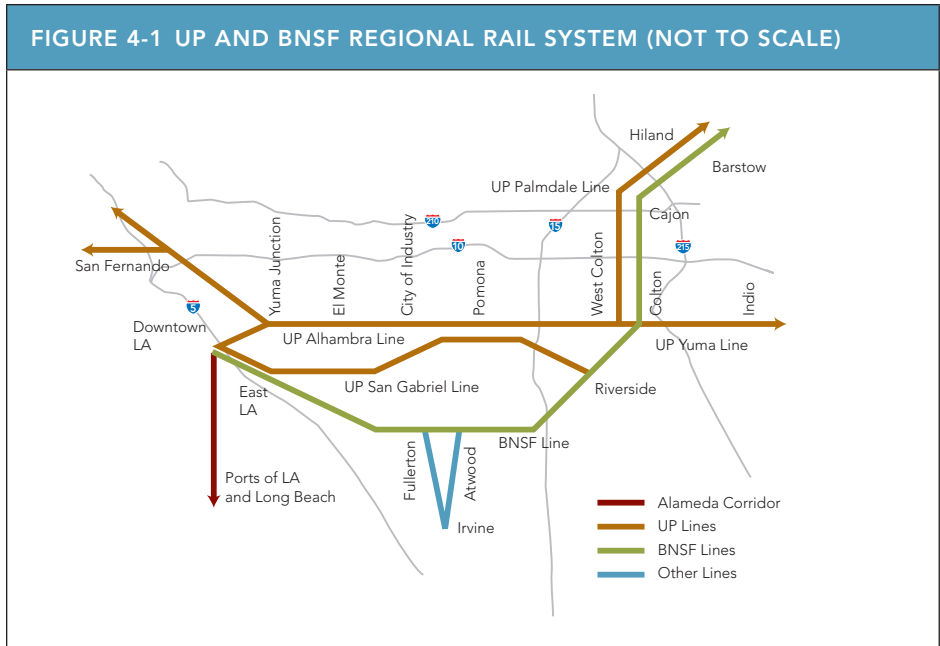 FIGURE 4-1 UP AND BNSF REGIONAL RAIL SYSTEM (NOT TO SCALE)
Hiland
Barstow
UP Palmdale Line
Cajon
210
15
10
215
San Fernando
Yuma Junction
El Monte
City of Industry
Pomona
West Colton
Colton
Indio
5
Downtown
LA
UP Alhambra Line
UP Yuma Line
UP San Gabriel Line
Riverside
East
LA
BNSF Line
Fullerton
Atwood
Ports of LA
and Long Beach
Irvine
Alameda Corridor
UP Lines
BNSF Lines
Other Lines